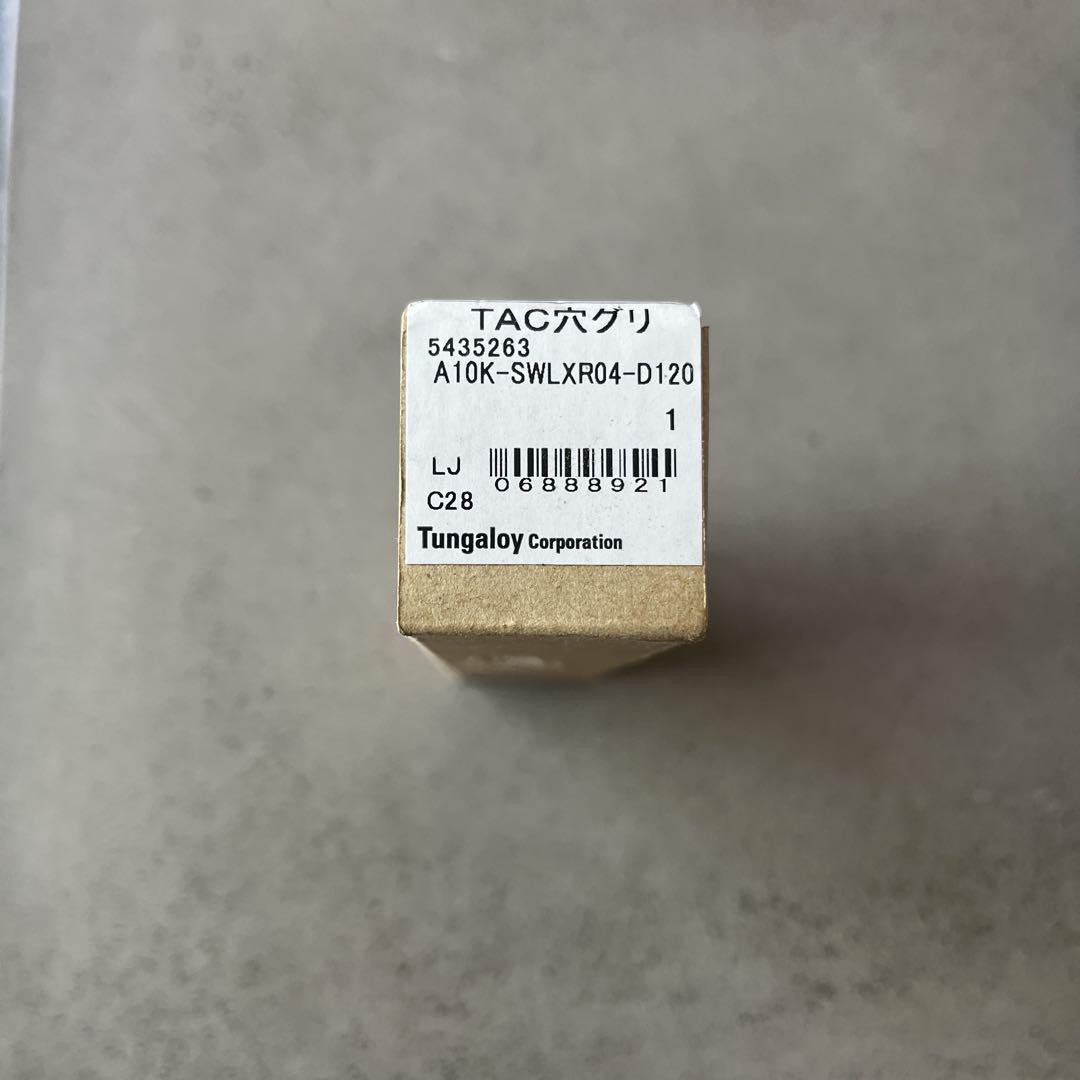 TAC穴グリ
5435263
A10K-SWLXR04-D120
1
LJ
06888921
C28
Tungaloy Corporation